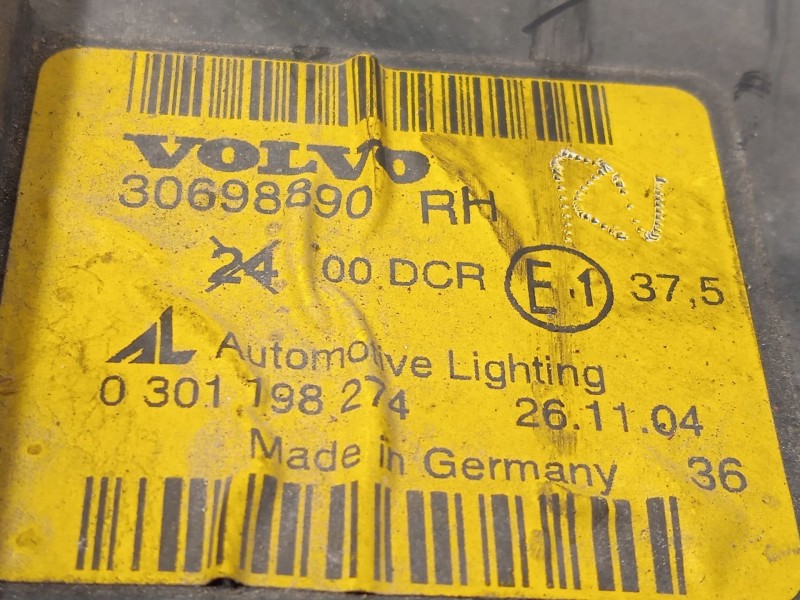 VOLVO
30698890 RH
24 00 DCR E1 37,5
AL Automotive Lighting
0 301 198 274 26.11.04
Made in Germany 36